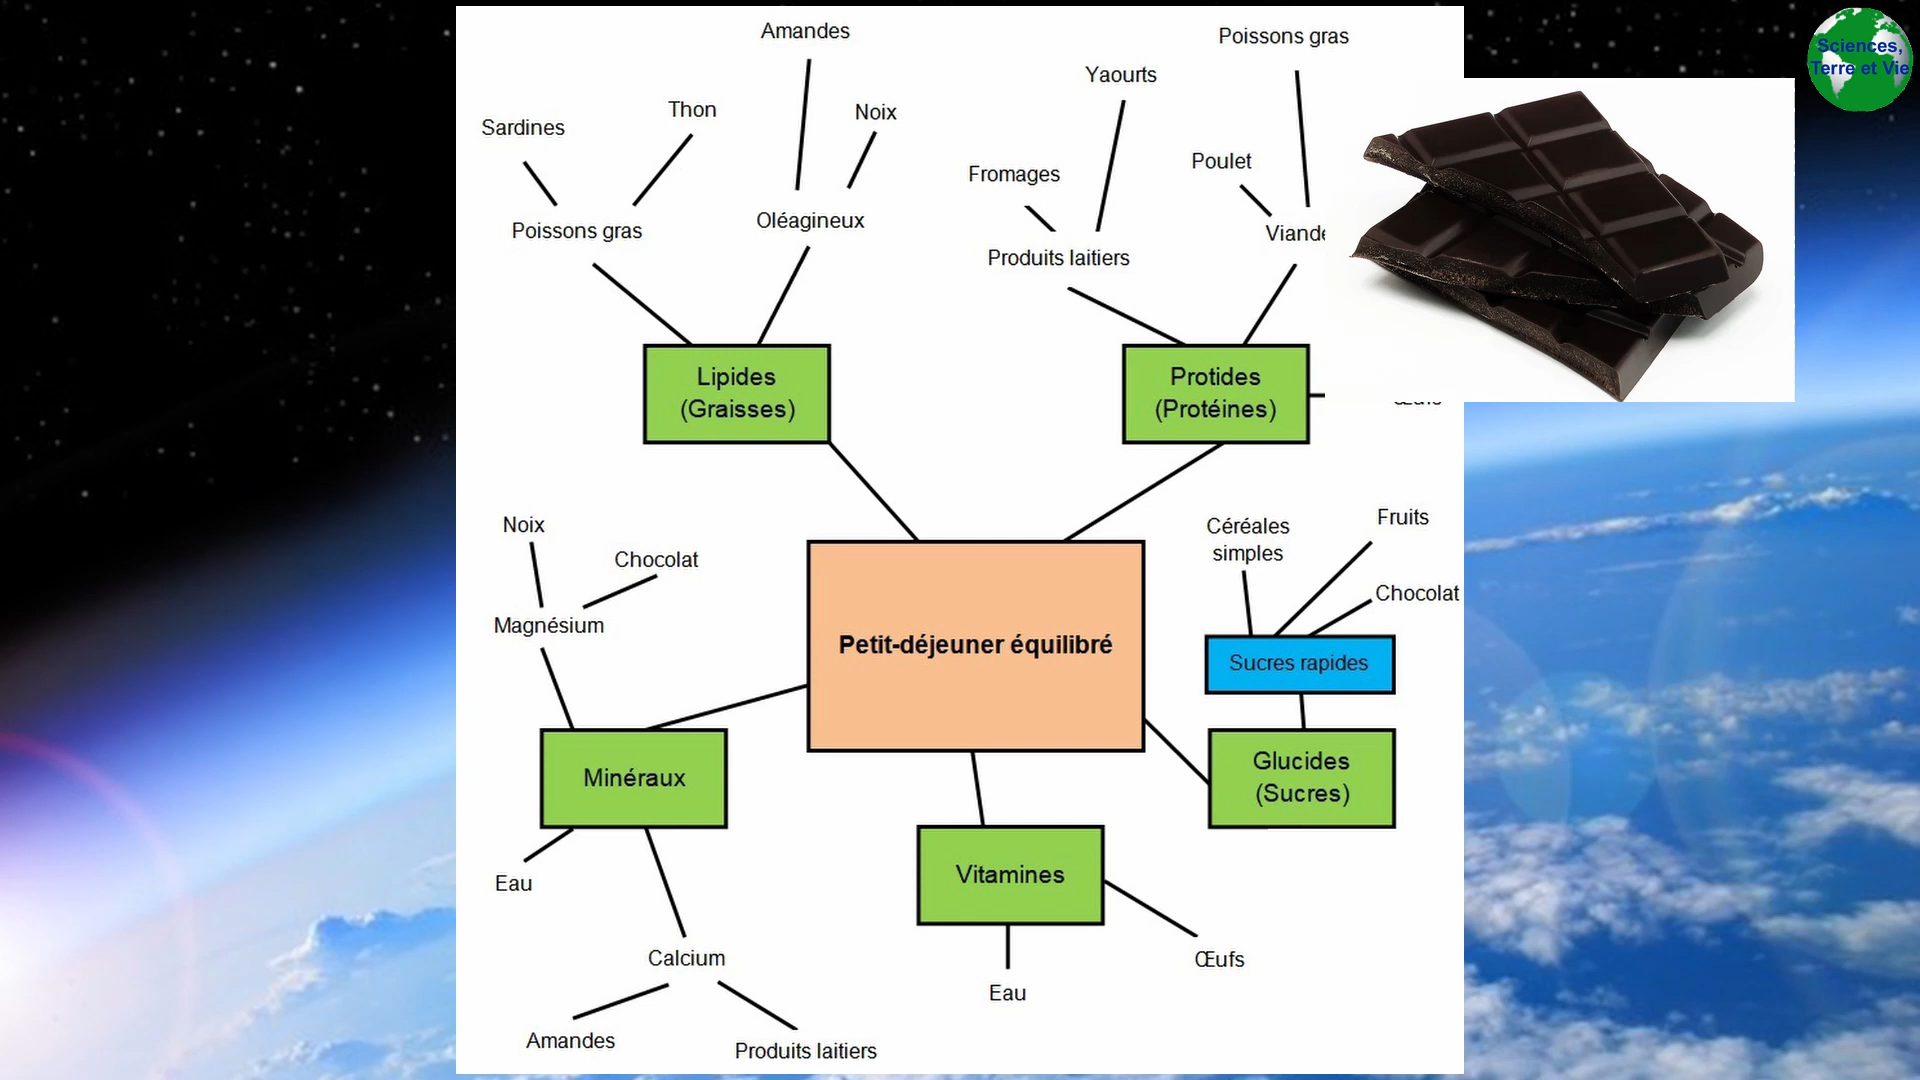 Amandes
Poissons gras
Sciences,
Terre et Vie
Yaourts
Thon
Noix
Sardines
Poulet
Fromages
Oléagineux
Poissons gras
Viande
Produits laitiers
Lipides
(Graisses)
Protides
(Protéines)
Noix
Chocolat
Céréales
simples
Fruits
Chocolat
Magnésium
Petit-déjeuner équilibré
Sucres rapides
Minéraux
Glucides
(Sucres)
Vitamines
Eau
Calcium
Œufs
Eau
Amandes
Produits laitiers